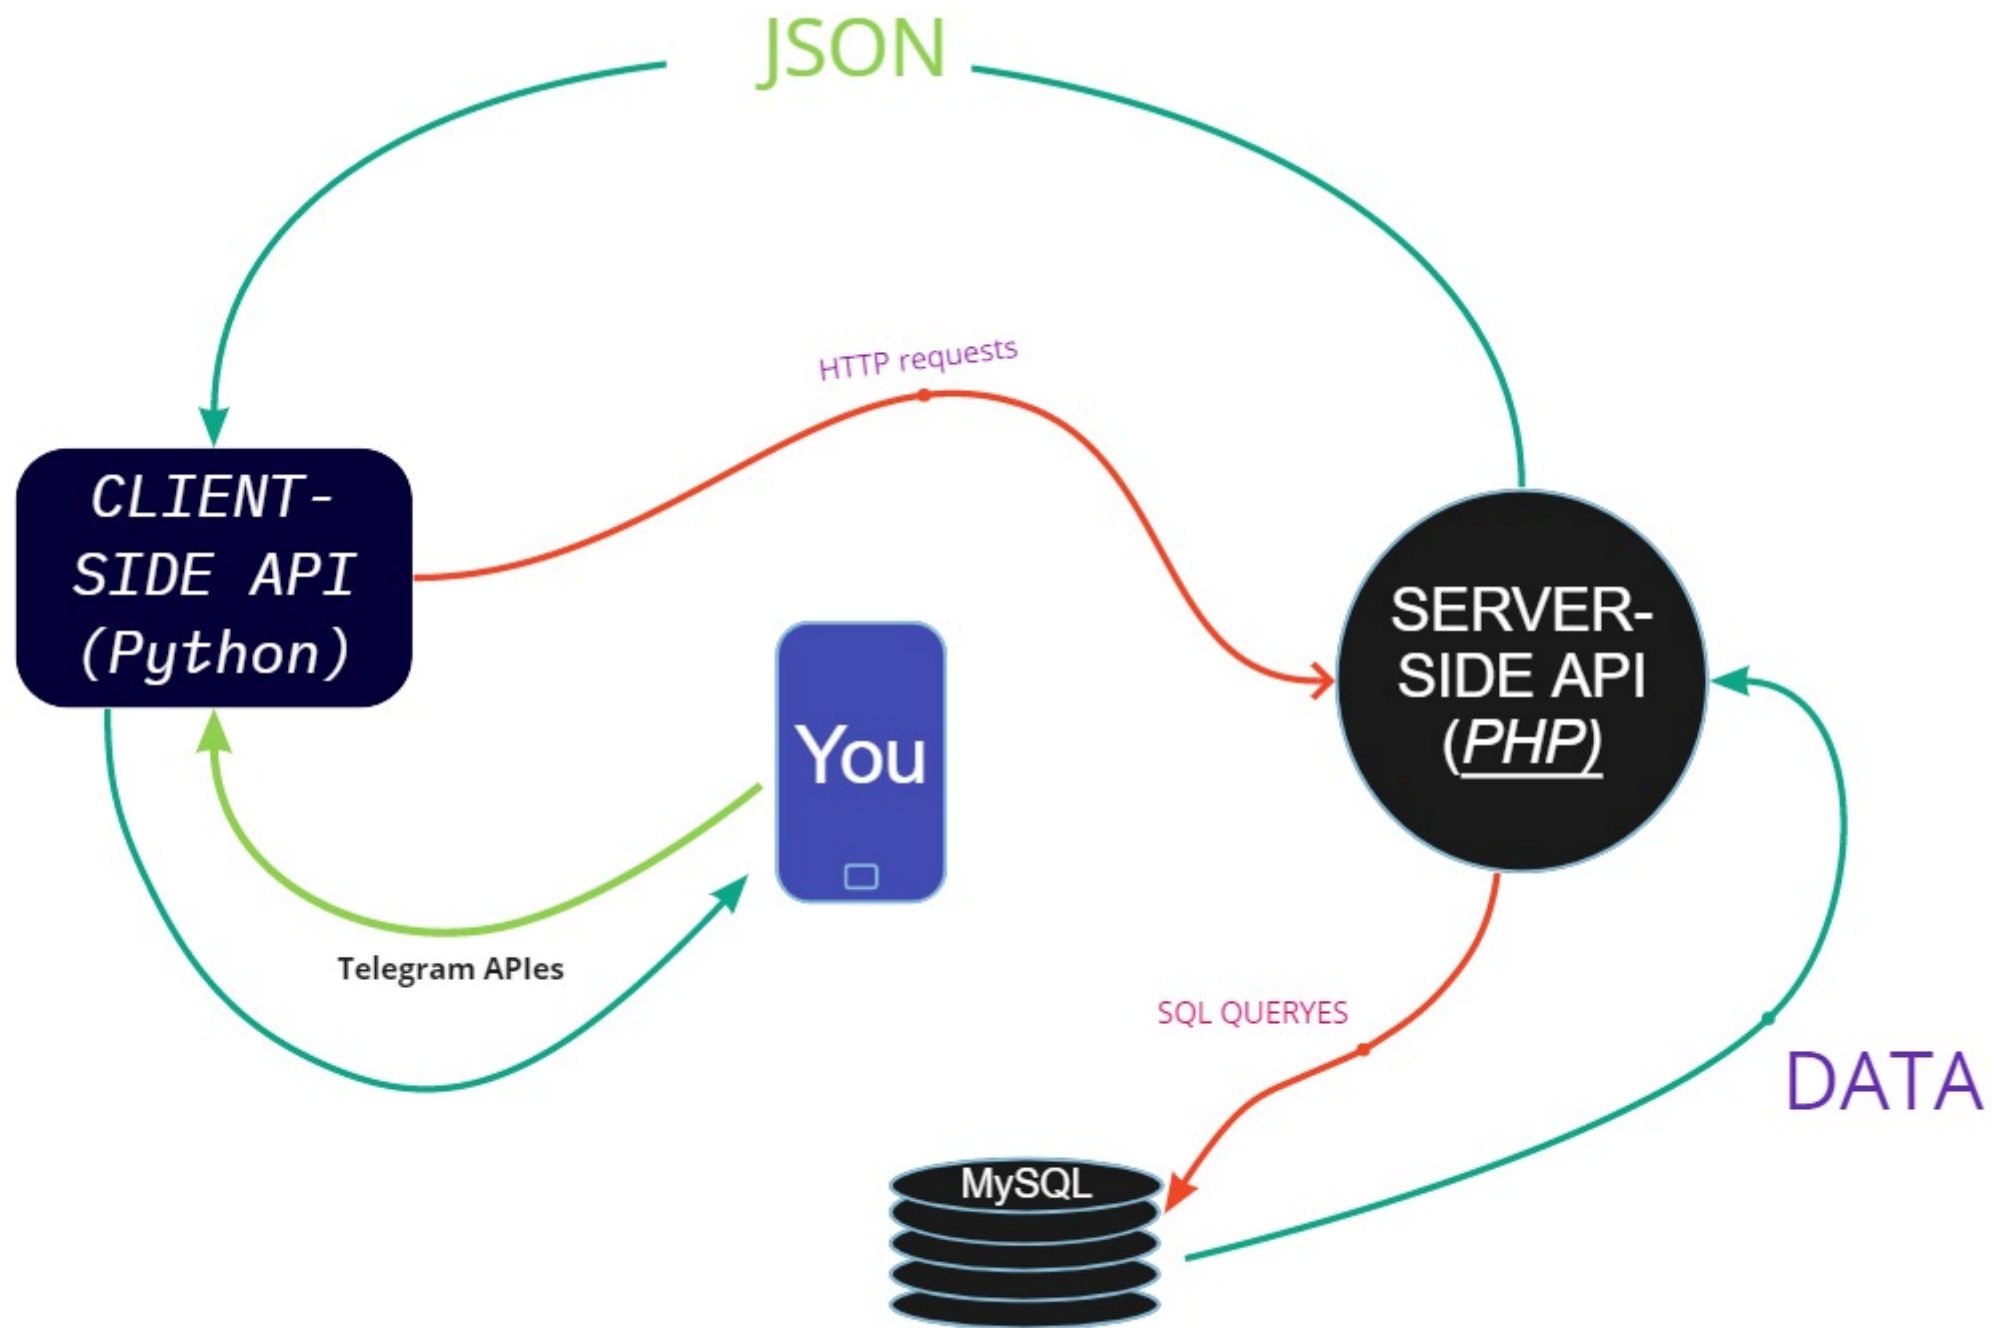 JSON
HTTP requests
CLIENT-
SIDE API
(Python)
You
SERVER-
SIDE API
(PHP)
Telegram APIes
SQL QUERYES
DATA
MySQL